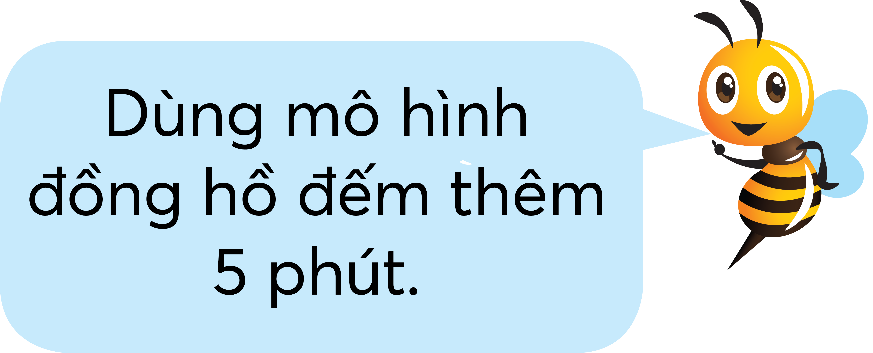 Dùng mô hình
đồng hồ đếm thêm
5 phút.